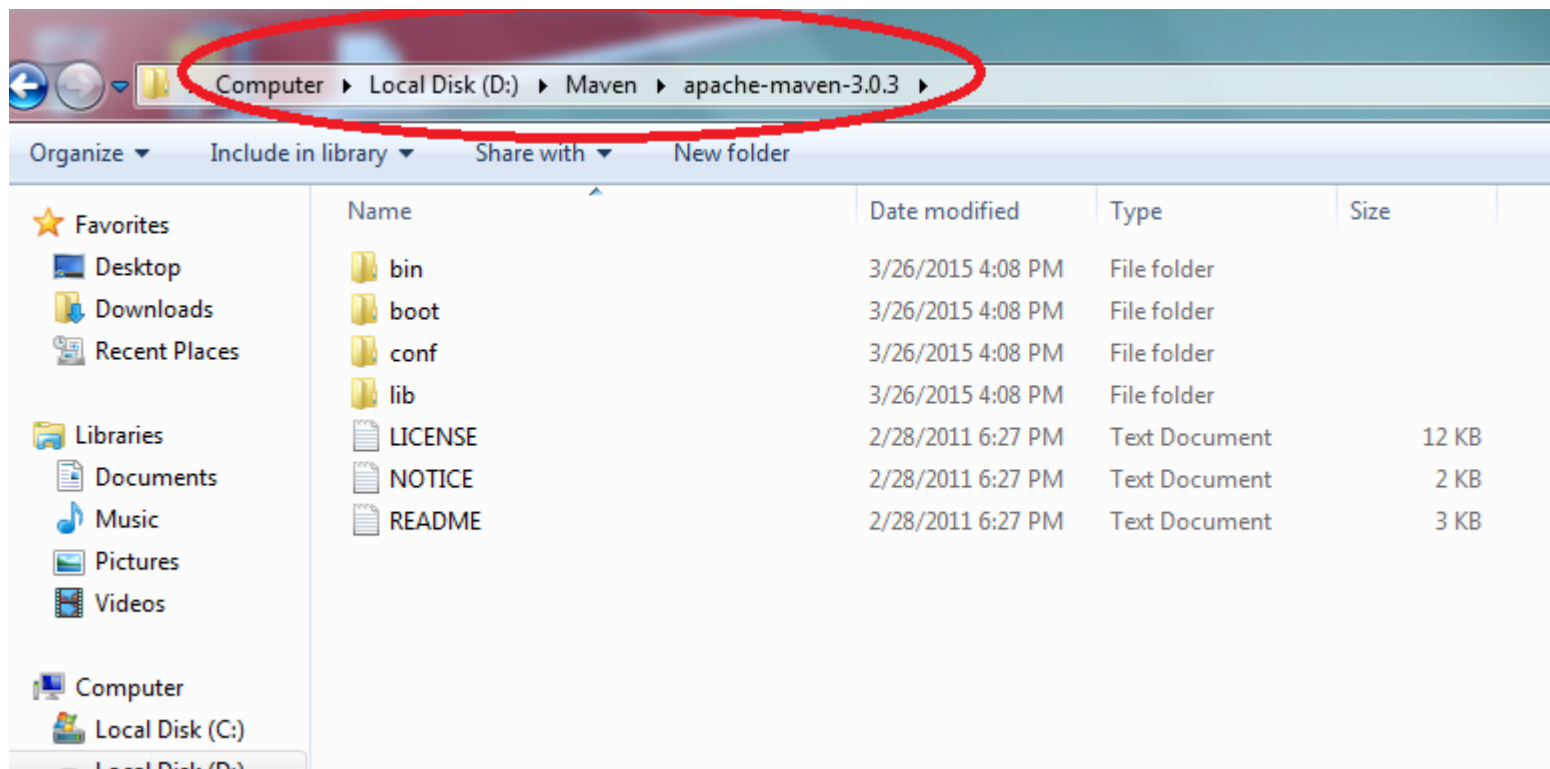 Computer Local Disk (D:) Maven apache-maven-3.0.3
Organize Include in library Share with New folder
Favorites
Desktop
Downloads
Recent Places
Libraries
Documents
Music
Pictures
Videos
Computer
Local Disk (C:)
Local Disk (D:)
Name Date modified Type Size
bin 3/26/2015 4:08 PM File folder
boot 3/26/2015 4:08 PM File folder
conf 3/26/2015 4:08 PM File folder
lib 3/26/2015 4:08 PM File folder
LICENSE 2/28/2011 6:27 PM Text Document 12 KB
NOTICE 2/28/2011 6:27 PM Text Document 2 KB
README 2/28/2011 6:27 PM Text Document 3 KB